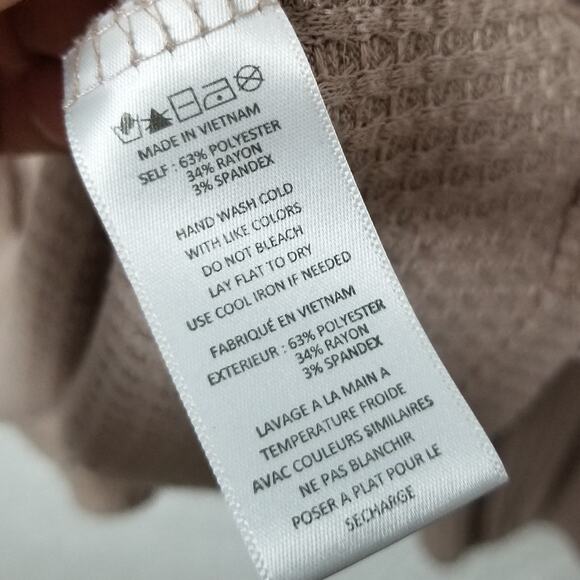 MADE IN VIETNAM
SELF : 63% POLYESTER
34% RAYON
3% SPANDEX
HAND WASH COLD
WITH LIKE COLORS
DO NOT BLEACH
LAY FLAT TO DRY
USE COOL IRON IF NEEDED
FABRIQUÉ EN VIETNAM
EXTERIEUR : 63% POLYESTER
34% RAYON
3% SPANDEX
LAVAGE A LA MAIN A
TEMPERATURE FROIDE
AVAC COULEURS SIMILAIRES
NE PAS BLANCHIR
POSER A PLAT POUR LE
SECHARGE